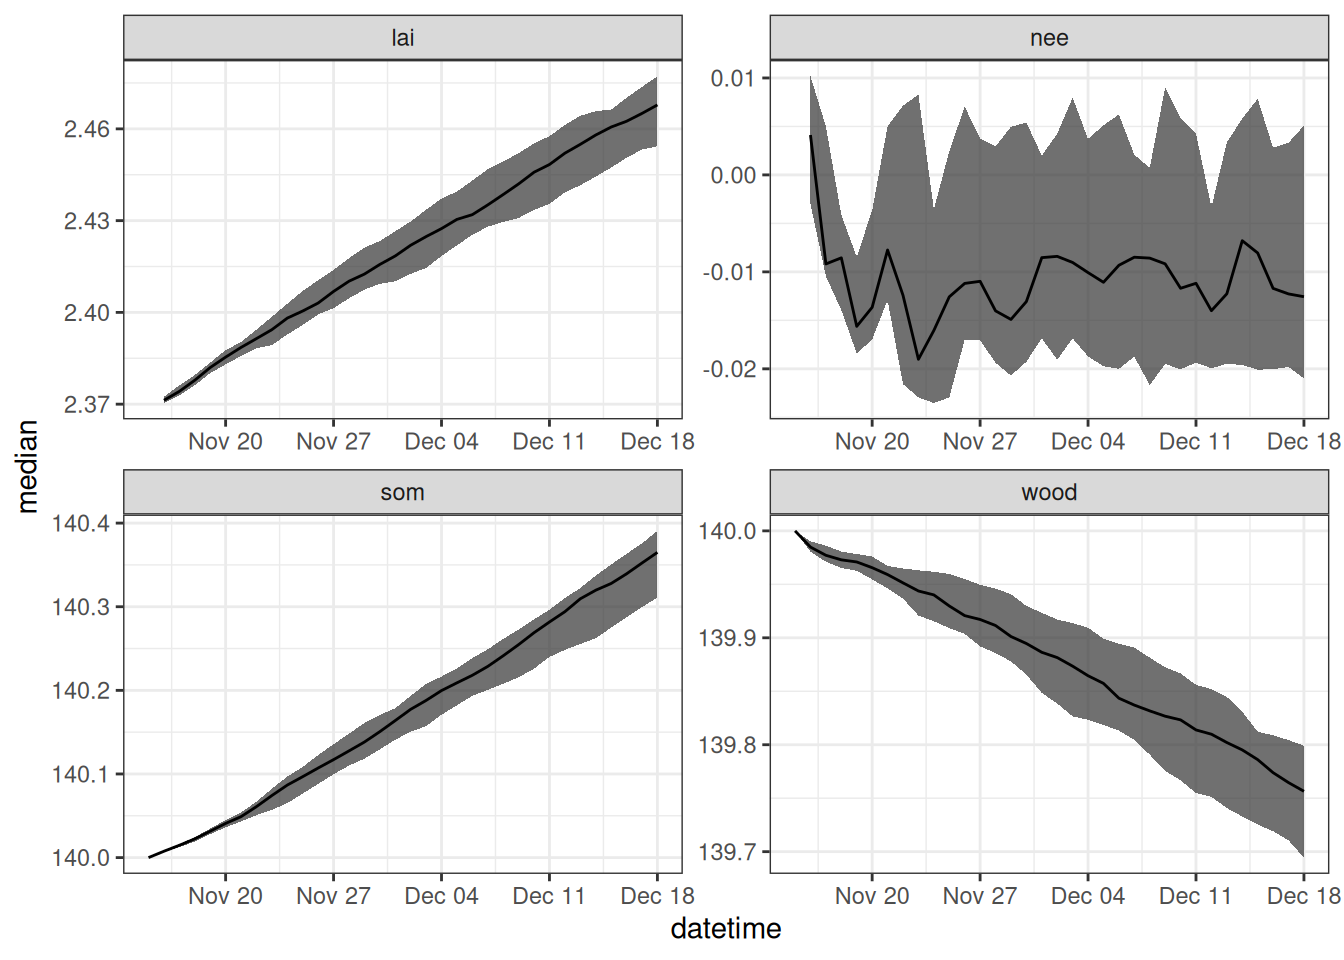 lai
nee
2.46
2.43
2.40
2.37
0.01
0.00
-0.01
-0.02
Nov 20 Nov 27 Dec 04 Dec 11 Dec 18
Nov 20 Nov 27 Dec 04 Dec 11 Dec 18
median
som
wood
140.4
140.3
140.2
140.1
140.0
140.0
139.9
139.8
139.7
Nov 20 Nov 27 Dec 04 Dec 11 Dec 18
Nov 20 Nov 27 Dec 04 Dec 11 Dec 18
datetime